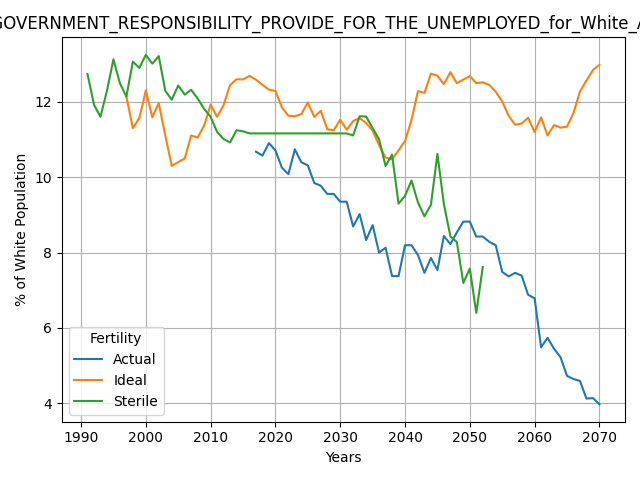 GOVERNMENT_RESPONSIBILITY_PROVIDE_FOR_THE_UNEMPLOYED_for_White_A
% of White Population
12
10
8
6
4
Fertility
Actual
Ideal
Sterile
1990 2000 2010 2020 2030 2040 2050 2060 2070
Years